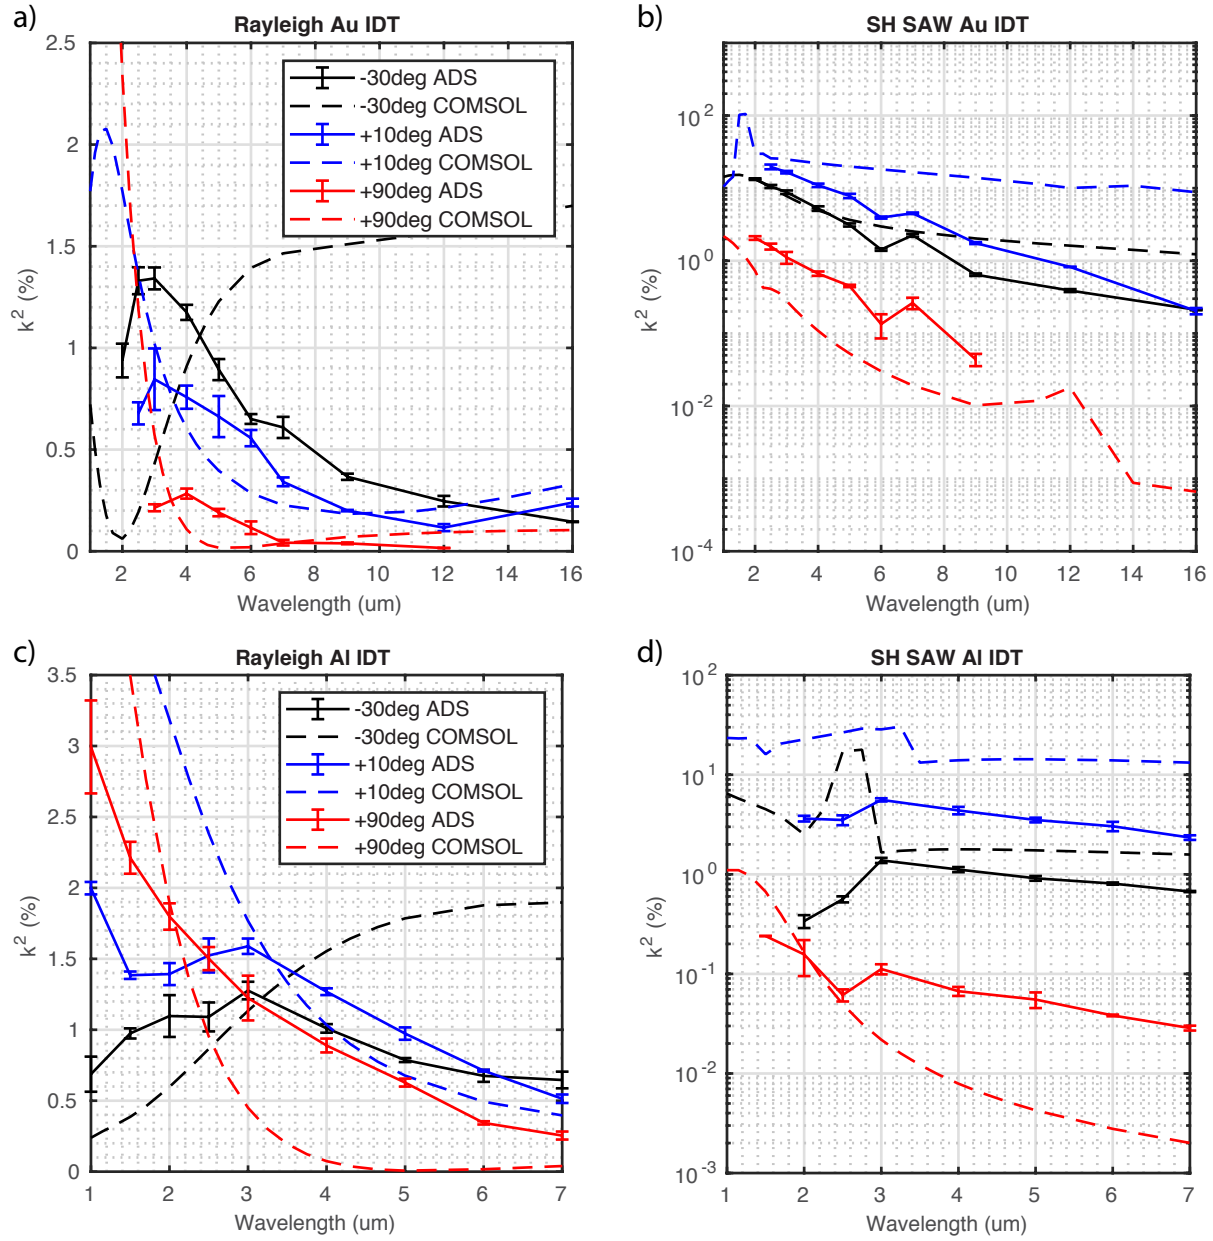 a)
Rayleigh Au IDT
2.5
2
1.5
1
0.5
0
k² (%)
2 4 6 8 10 12 14 16
Wavelength (um)
-30deg ADS
-30deg COMSOL
+10deg ADS
+10deg COMSOL
+90deg ADS
+90deg COMSOL
b)
SH SAW Au IDT
10²
10⁰
10⁻²
10⁻⁴
k² (%)
2 4 6 8 10 12 14 16
Wavelength (um)
c)
Rayleigh Al IDT
3.5
3
2.5
2
1.5
1
0.5
0
k² (%)
1 2 3 4 5 6 7
Wavelength (um)
-30deg ADS
-30deg COMSOL
+10deg ADS
+10deg COMSOL
+90deg ADS
+90deg COMSOL
d)
SH SAW Al IDT
10²
10¹
10⁰
10⁻¹
10⁻²
10⁻³
k² (%)
1 2 3 4 5 6 7
Wavelength (um)